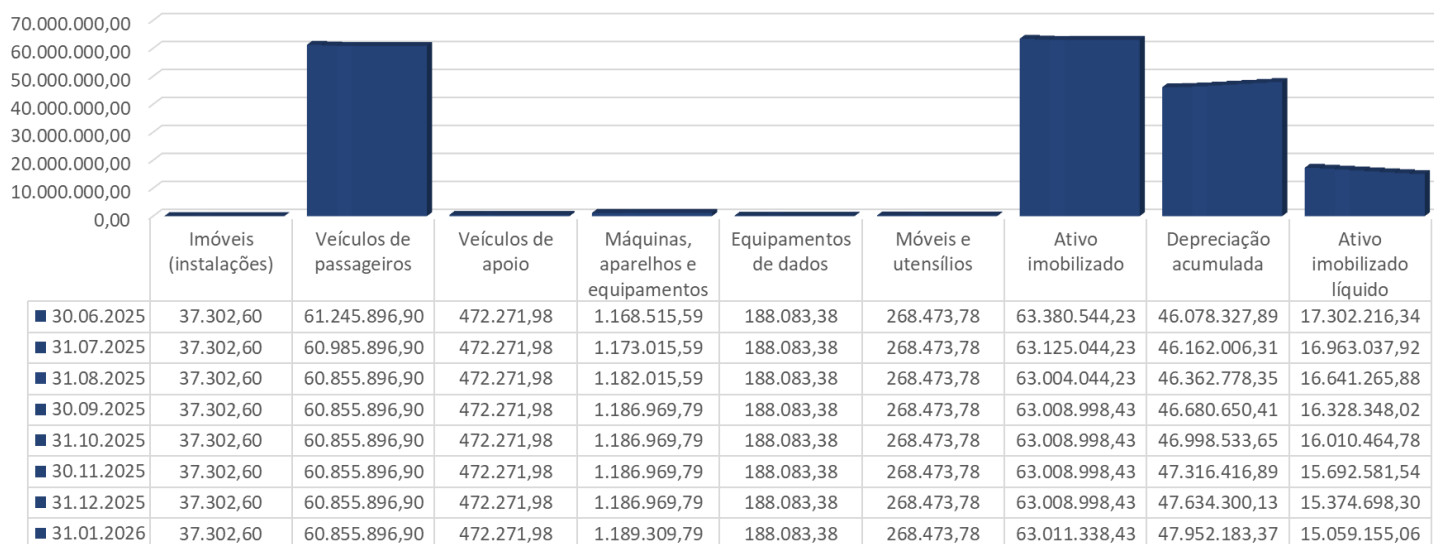 70.000.000,00
60.000.000,00
50.000.000,00
40.000.000,00
30.000.000,00
20.000.000,00
10.000.000,00
0,00
Imóveis (instalações)
Veículos de passageiros
Veículos de apoio
Máquinas, aparelhos e equipamentos
Equipamentos de dados
Móveis e utensílios
Ativo imobilizado
Depreciação acumulada
Ativo imobilizado líquido
30.06.2025 37.302,60 61.245.896,90 472.271,98 1.168.515,59 188.083,38 268.473,78 63.380.544,23 46.078.327,89 17.302.216,34
31.07.2025 37.302,60 60.985.896,90 472.271,98 1.173.015,59 188.083,38 268.473,78 63.125.044,23 46.162.006,31 16.963.037,92
31.08.2025 37.302,60 60.855.896,90 472.271,98 1.182.015,59 188.083,38 268.473,78 63.004.044,23 46.362.778,35 16.641.265,88
30.09.2025 37.302,60 60.855.896,90 472.271,98 1.186.969,79 188.083,38 268.473,78 63.008.998,43 46.680.650,41 16.328.348,02
31.10.2025 37.302,60 60.855.896,90 472.271,98 1.186.969,79 188.083,38 268.473,78 63.008.998,43 46.998.533,65 16.010.464,78
30.11.2025 37.302,60 60.855.896,90 472.271,98 1.186.969,79 188.083,38 268.473,78 63.008.998,43 47.316.416,89 15.692.581,54
31.12.2025 37.302,60 60.855.896,90 472.271,98 1.186.969,79 188.083,38 268.473,78 63.008.998,43 47.634.300,13 15.374.698,30
31.01.2026 37.302,60 60.855.896,90 472.271,98 1.189.309,79 188.083,38 268.473,78 63.011.338,43 47.952.183,37 15.059.155,06